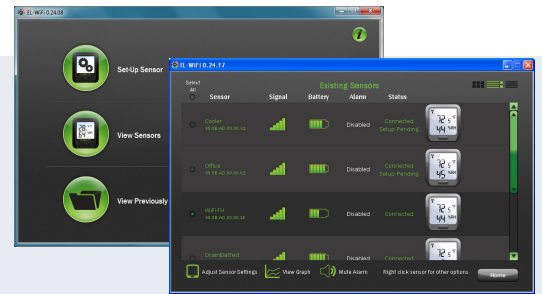 EL-WiFi 0.24.09
Set-Up Sensor
View Sensors
View Previously
EL-WiFi 0.24.17
Select All
Existing Sensors
Sensor Signal Battery Alarm Status
Disabled Connected Setup Pending
Office Disabled Connected Setup Pending
WiFi-TH Disabled Connected
Disabled Connected
Adjust Sensor Settings View Graph Mute Alarm Right click sensor for other options Home